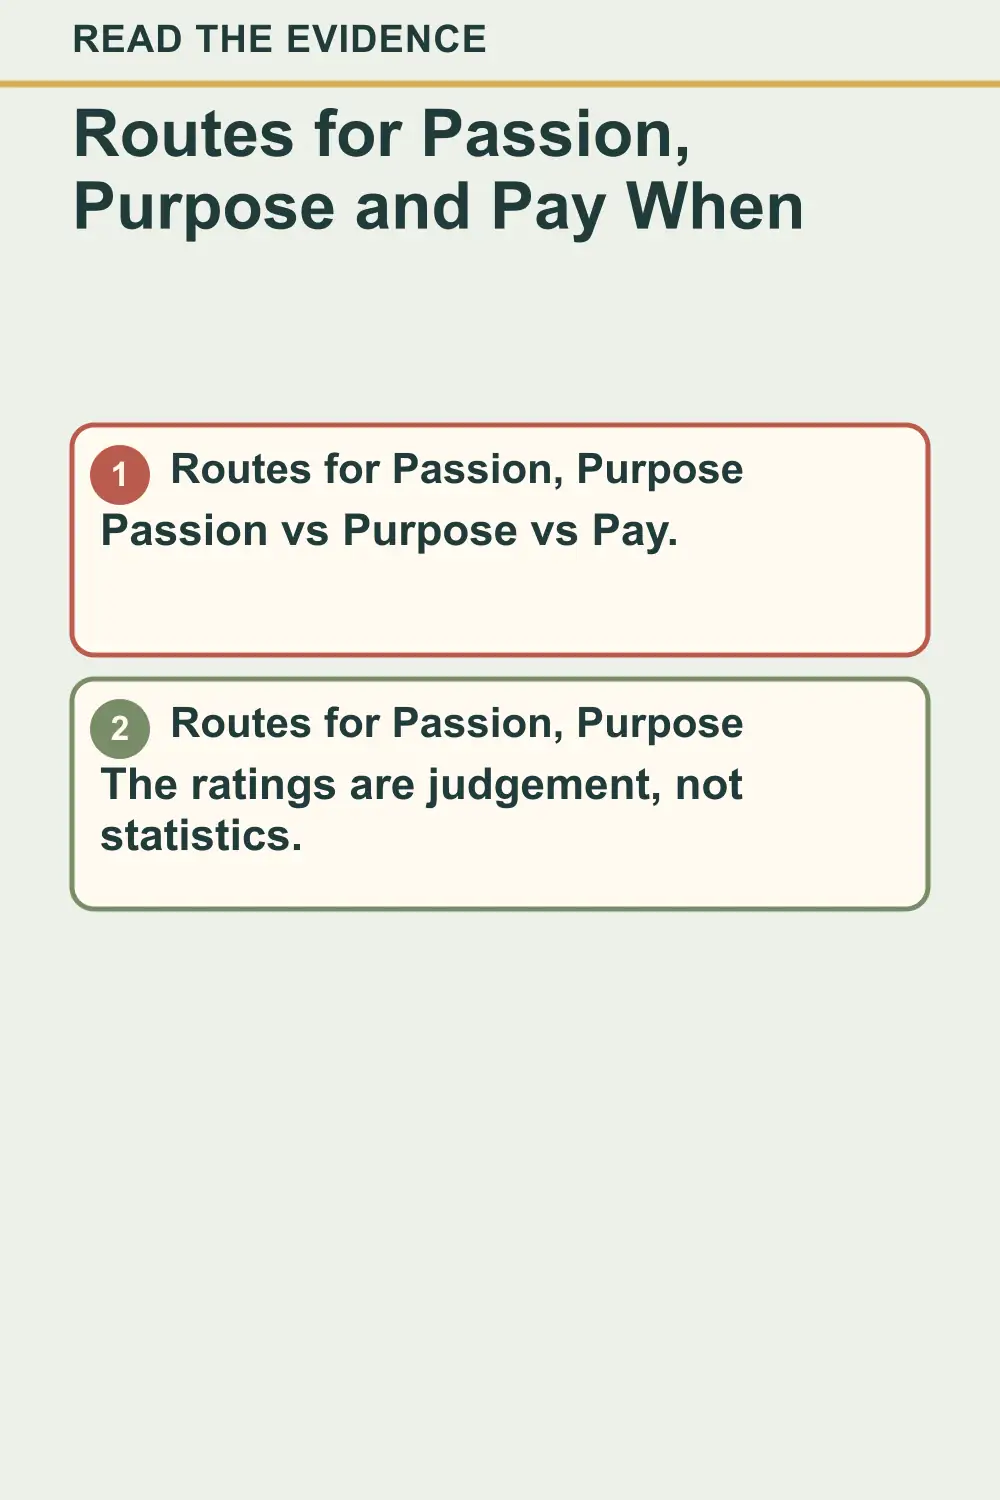 READ THE EVIDENCE
Routes for Passion,
Purpose and Pay When
1 Routes for Passion, Purpose
Passion vs Purpose vs Pay.
2 Routes for Passion, Purpose
The ratings are judgement, not
statistics.